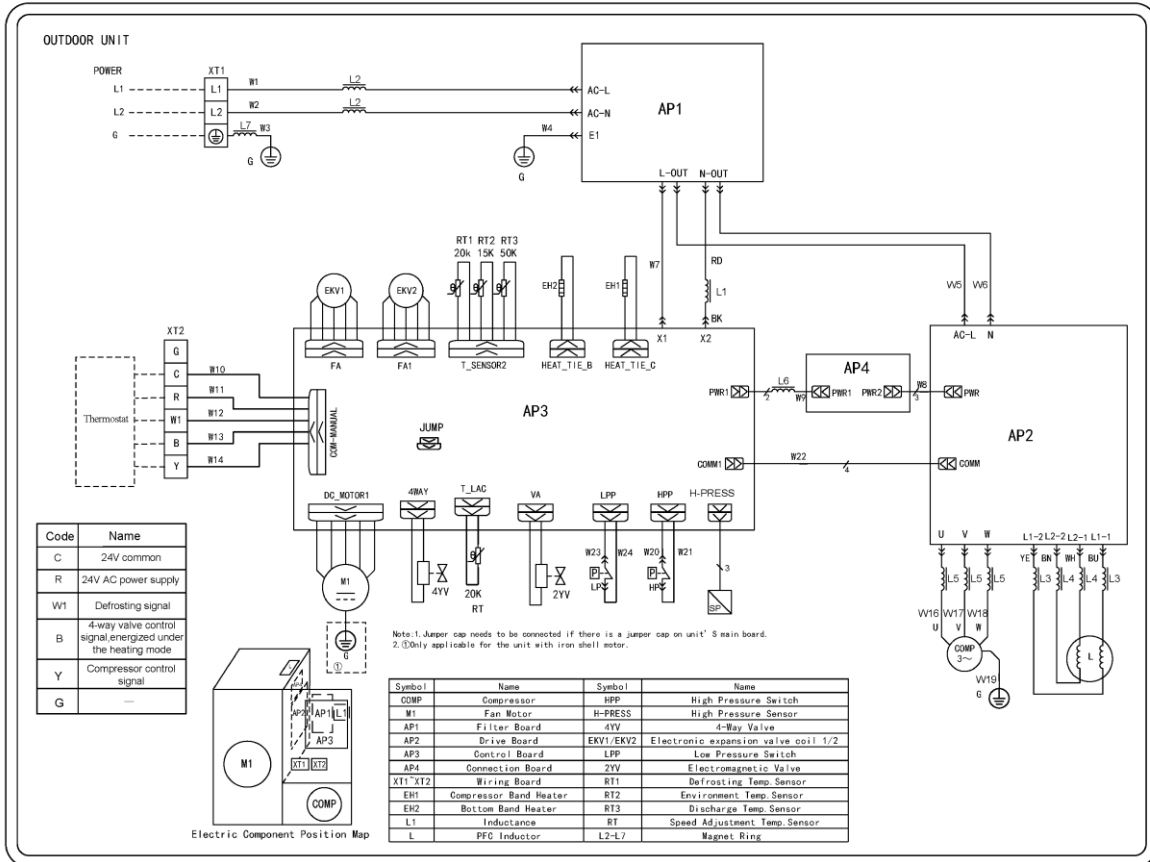 OUTDOOR UNIT
POWER
XT1
L1 L1 W1 L2 AC-L
L2 L2 W2 L2 AC-N
G L7 W3 W4 E1
G G
AP1
L-OUT N-OUT
RT1 RT2 RT3
20k 15K 50K
EKV1 EKV2 θ θ θ EH2 EH1
W7 RD L1 BK W5 W6
FA FA1 T_SENSOR2 HEAT_TIE_B HEAT_TIE_C X1 X2
AC-L N
XT2
G
C W10
R W11
W1 W12
B W13
Y W14
Thermostat
COM-MANUAL
AP3
JUMP
PWR1 2 L6 W9 PWR1 AP4 PWR2 W8 3 PWR
AP2
COMM1 W22 4 COMM
DC_MOTOR1 4WAY T_LAC VA LPP HPP H-PRESS
M1 4YV θ 20K RT 2YV
W23 W24 P LP
W20 W21 P HP
3 SP
G
①
U V W L1-2 L2-2 L2-1 L1-1
YE BN WH BU
L5 L5 L5 L3 L4 L4 L3
W16 W17 W18
U V W
COMP 3～ L
W19
G
Code Name
C 24V common
R 24V AC power supply
W1 Defrosting signal
B 4-way valve control
signal,energized under
the heating mode
Y Compressor control
signal
G —
Note:1.Jumper cap needs to be connected if there is a jumper cap on unit' S main board.
2.①Only applicable for the unit with iron shell motor.
L
AP2 AP1 L1
AP3
M1 XT1 XT2
COMP
Electric Component Position Map
Symbol Name Symbol Name
COMP Compressor HPP High Pressure Switch
M1 Fan Motor H-PRESS High Pressure Sensor
AP1 Filter Board 4YV 4-Way Valve
AP2 Drive Board EKV1/EKV2 Electronic expansion valve coil 1/2
AP3 Control Board LPP Low Pressure Switch
AP4 Connection Board 2YV Electromagnetic Valve
XT1~XT2 Wiring Board RT1 Defrosting Temp.Sensor
EH1 Compressor Band Heater RT2 Environment Temp.Sensor
EH2 Bottom Band Heater RT3 Discharge Temp.Sensor
L1 Inductance RT Speed Adjustment Temp.Sensor
L PFC Inductor L2-L7 Magnet Ring